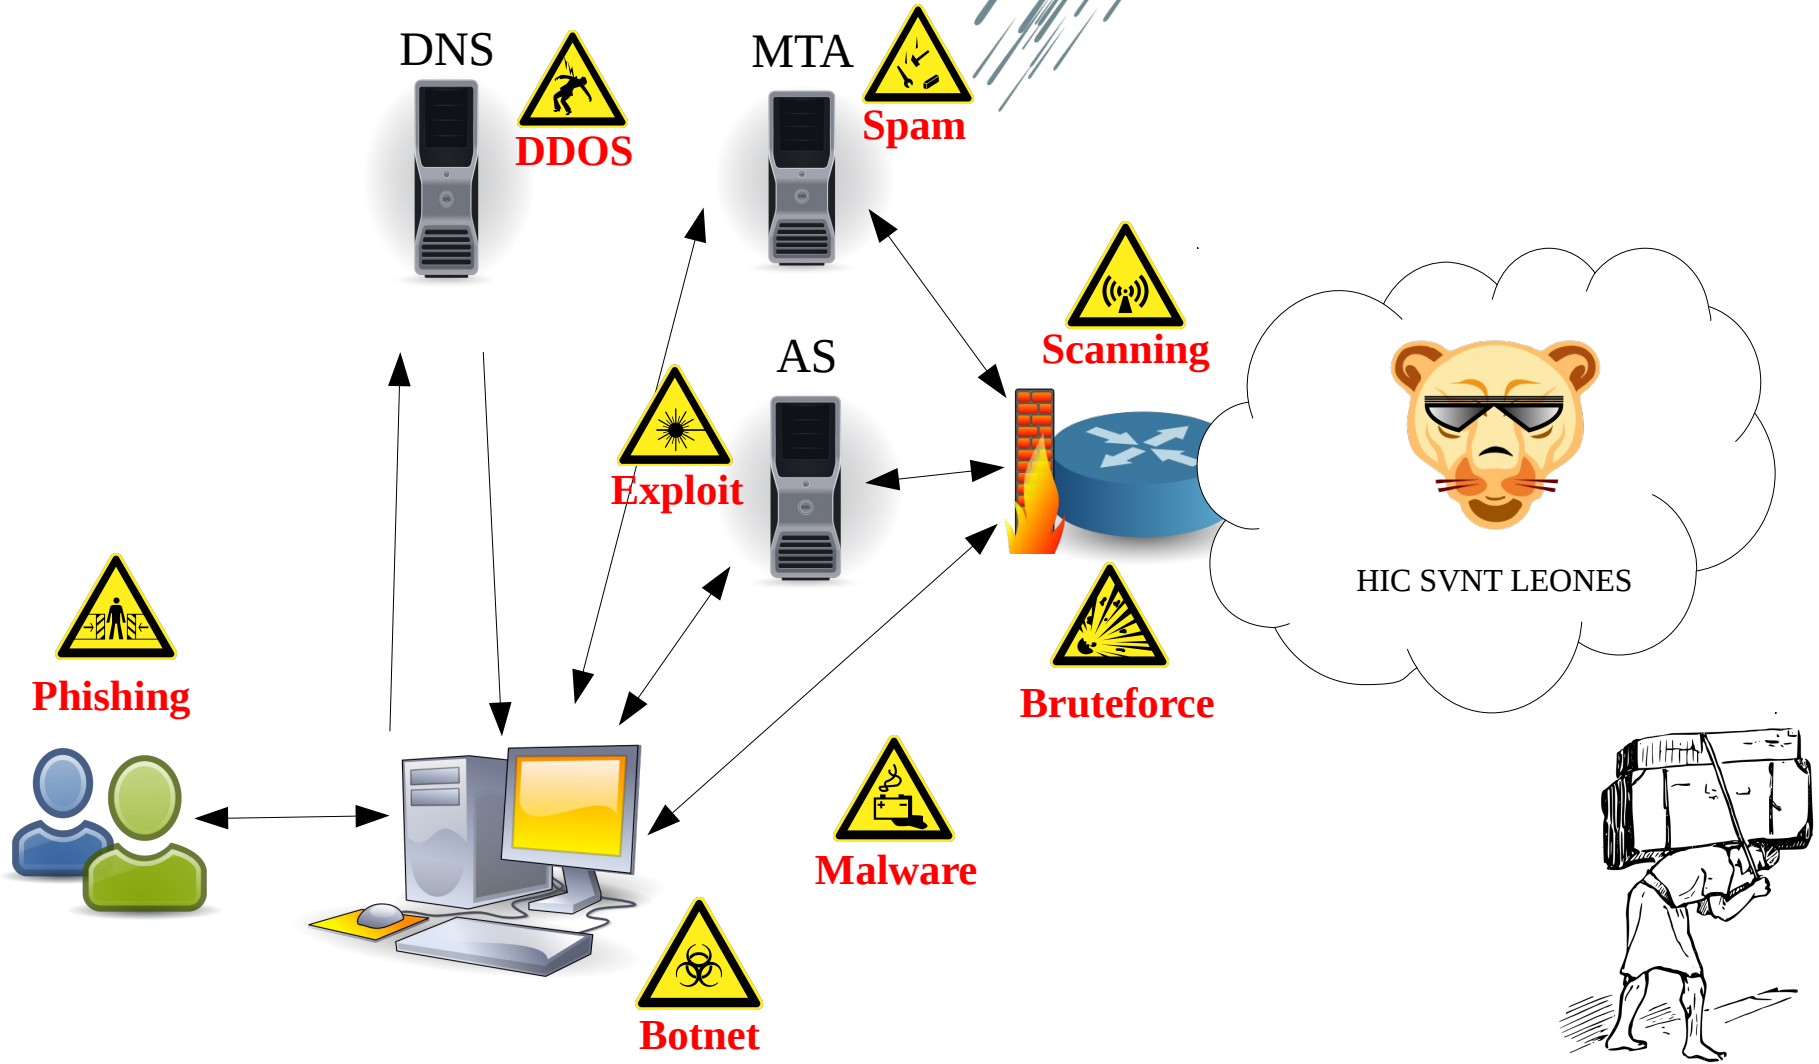 DNS
MTA
DDOS
Spam
Scanning
AS
Exploit
HIC SVNT LEONES
Phishing
Bruteforce
Malware
Botnet